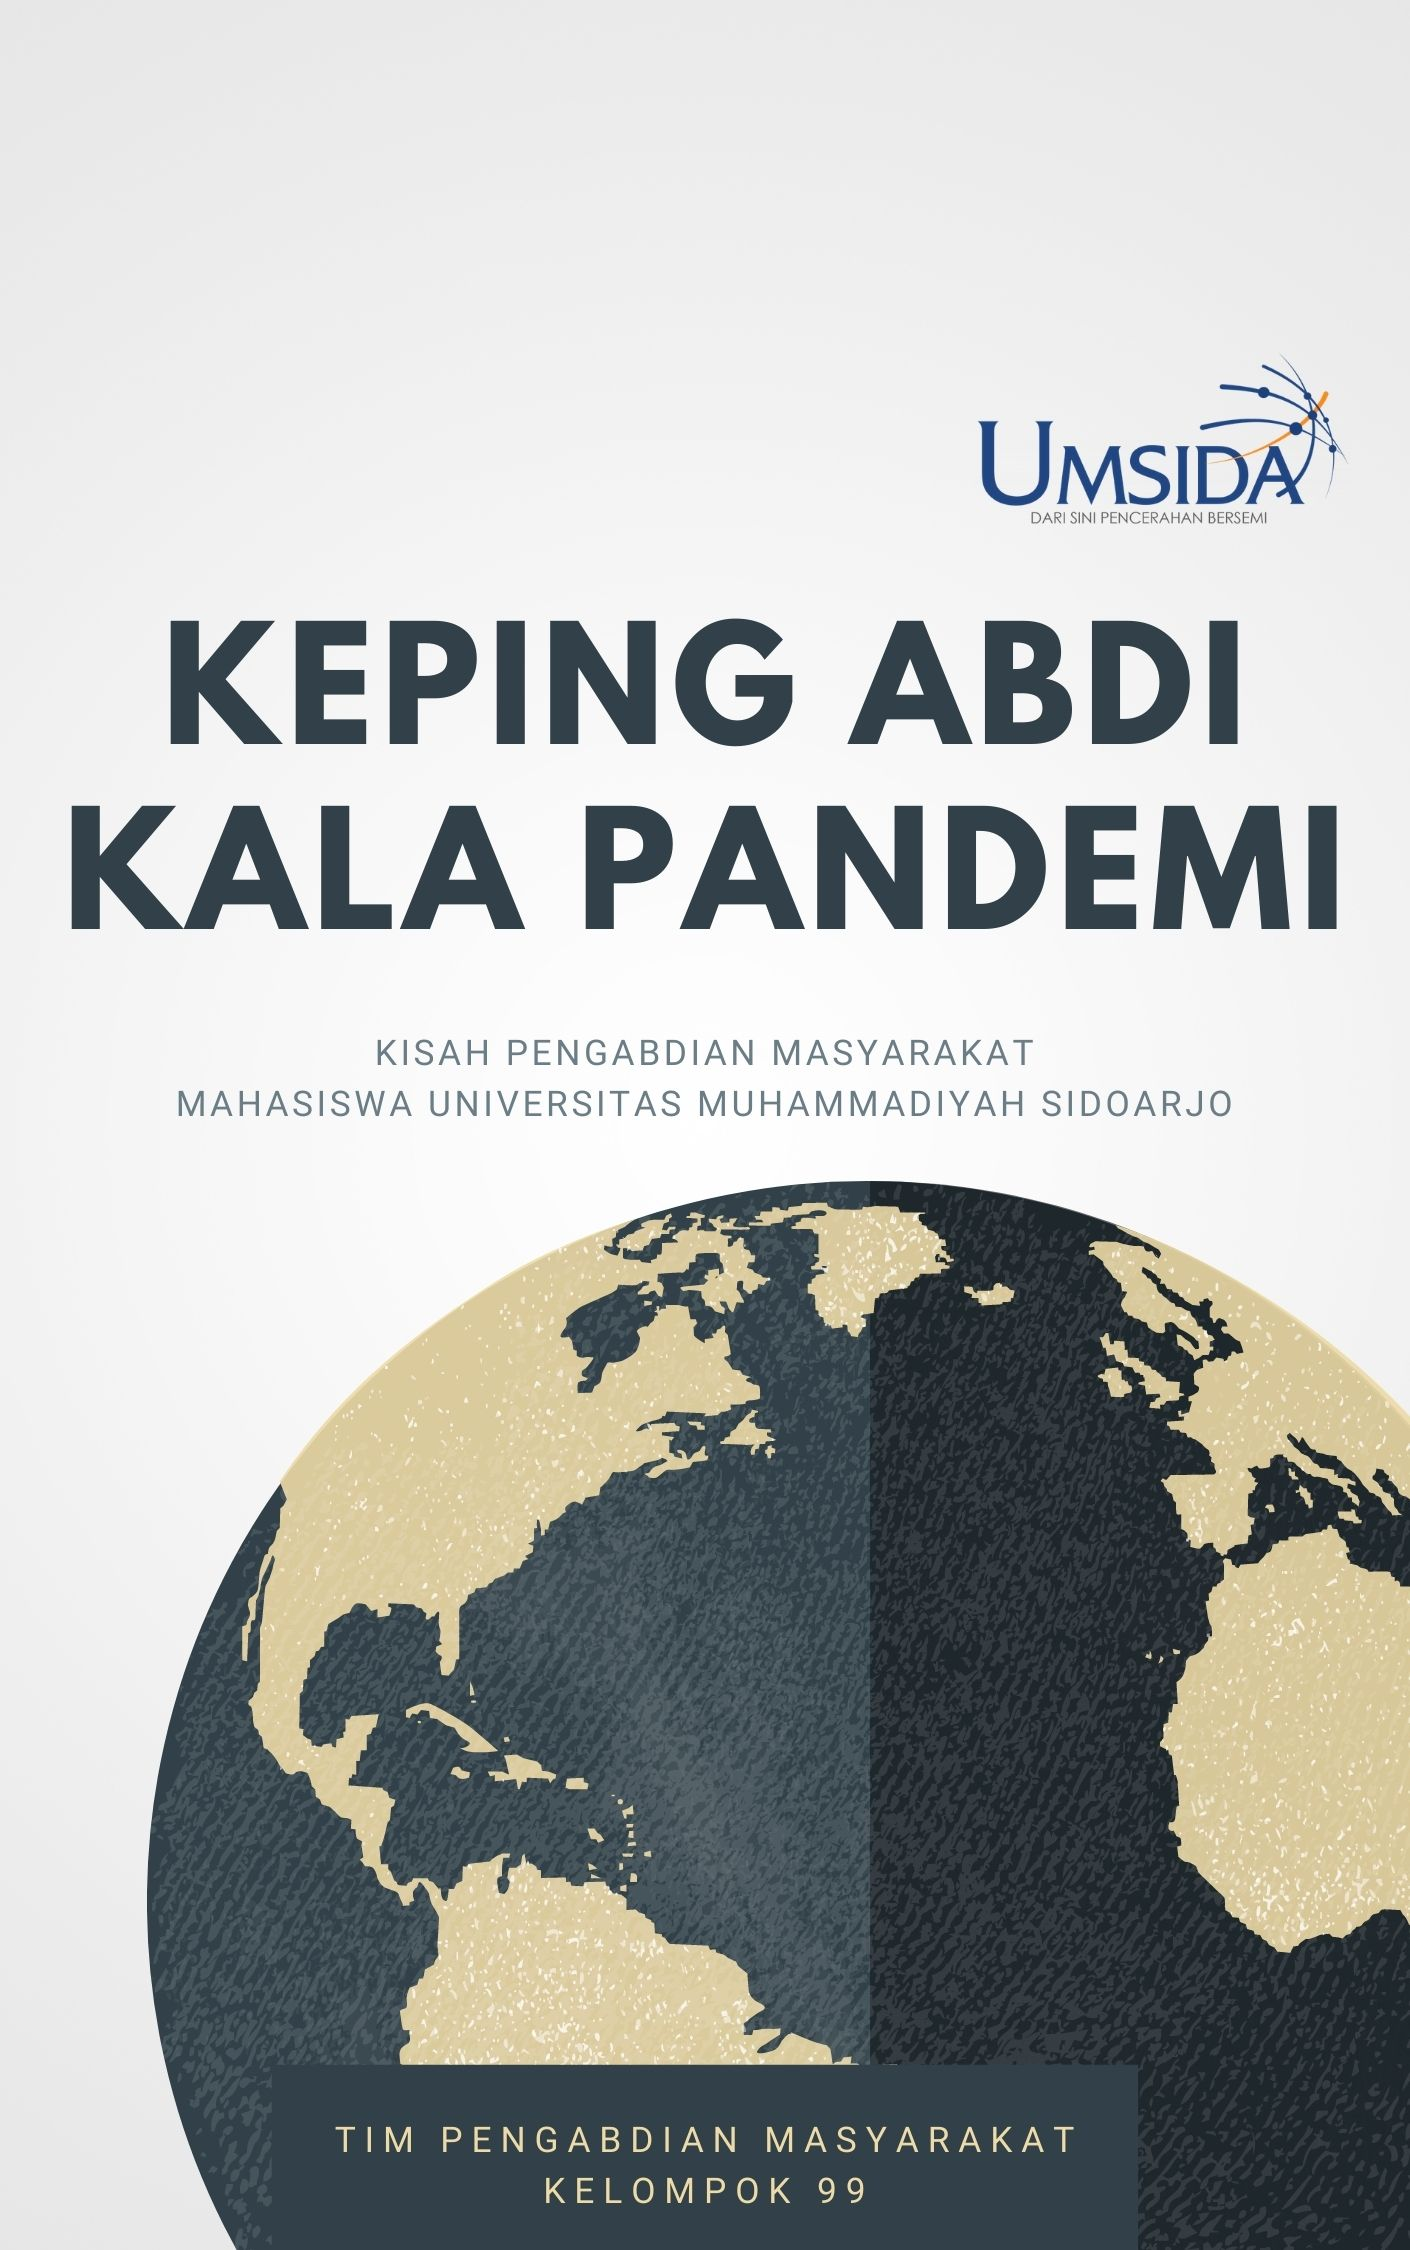 UMSIDA
DARI SINI PENCERAHAN BERSEMI
KEPING ABDI
KALA PANDEMI
KISAH PENGABDIAN MASYARAKAT
MAHASISWA UNIVERSITAS MUHAMMADIYAH SIDOARJO
TIM PENGABDIAN MASYARAKAT
KELOMPOK 99